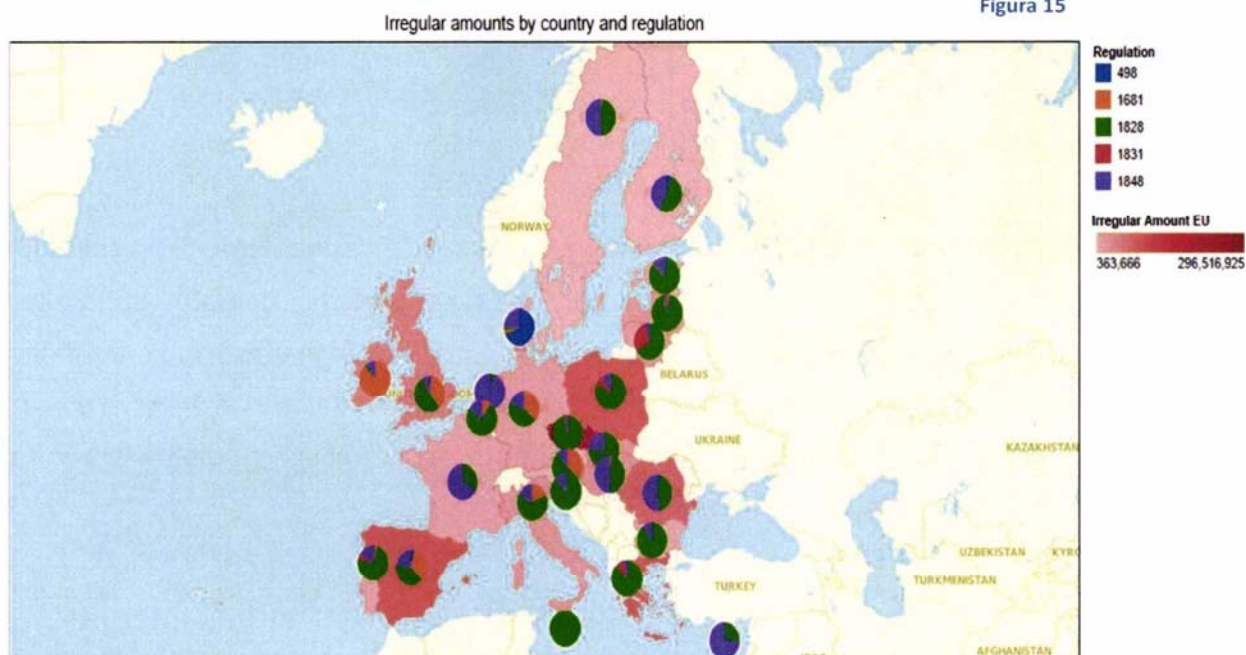 Figura 15
Irregular amounts by country and regulation
Regulation
498
1681
1828
1831
1848
Irregular Amount EU
363,666 296,516,925
NORWAY
BELARUS
UKRAINE
KAZAKHSTAN
UZBEKISTAN
TURKEY
TURKMENISTAN
AFGHANISTAN